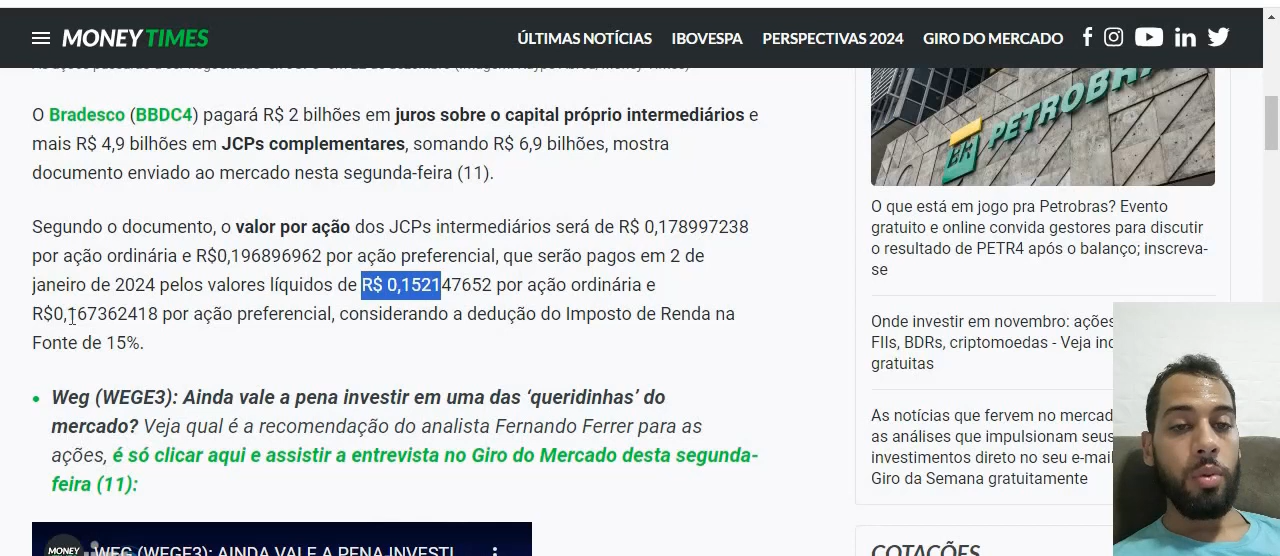 MONEY TIMES
ÚLTIMAS NOTÍCIAS IBOVESPA PERSPECTIVAS 2024 GIRO DO MERCADO
O Bradesco (BBDC4) pagará R$ 2 bilhões em juros sobre o capital próprio intermediários e
mais R$ 4,9 bilhões em JCPs complementares, somando R$ 6,9 bilhões, mostra
documento enviado ao mercado nesta segunda-feira (11).
Segundo o documento, o valor por ação dos JCPs intermediários será de R$ 0,178997238
por ação ordinária e R$0,196896962 por ação preferencial, que serão pagos em 2 de
janeiro de 2024 pelos valores líquidos de R$ 0,152147652 por ação ordinária e
R$0,167362418 por ação preferencial, considerando a dedução do Imposto de Renda na
Fonte de 15%.
• Weg (WEGE3): Ainda vale a pena investir em uma das ‘queridinhas’ do
mercado? Veja qual é a recomendação do analista Fernando Ferrer para as
ações, é só clicar aqui e assistir a entrevista no Giro do Mercado desta segunda-
feira (11):
MONEY
WEG (WEGE3): AINDA VALE A PENA INVESTI
BR PETROBRAS
O que está em jogo pra Petrobras? Evento
gratuito e online convida gestores para discutir
o resultado de PETR4 após o balanço; inscreva-
se
Onde investir em novembro: ações
FIIs, BDRs, criptomoedas - Veja
gratuitas
As notícias que fervem no mercad
as análises que impulsionam seus
investimentos direto no seu e-mail
Giro da Semana gratuitamente
COTAÇÕES